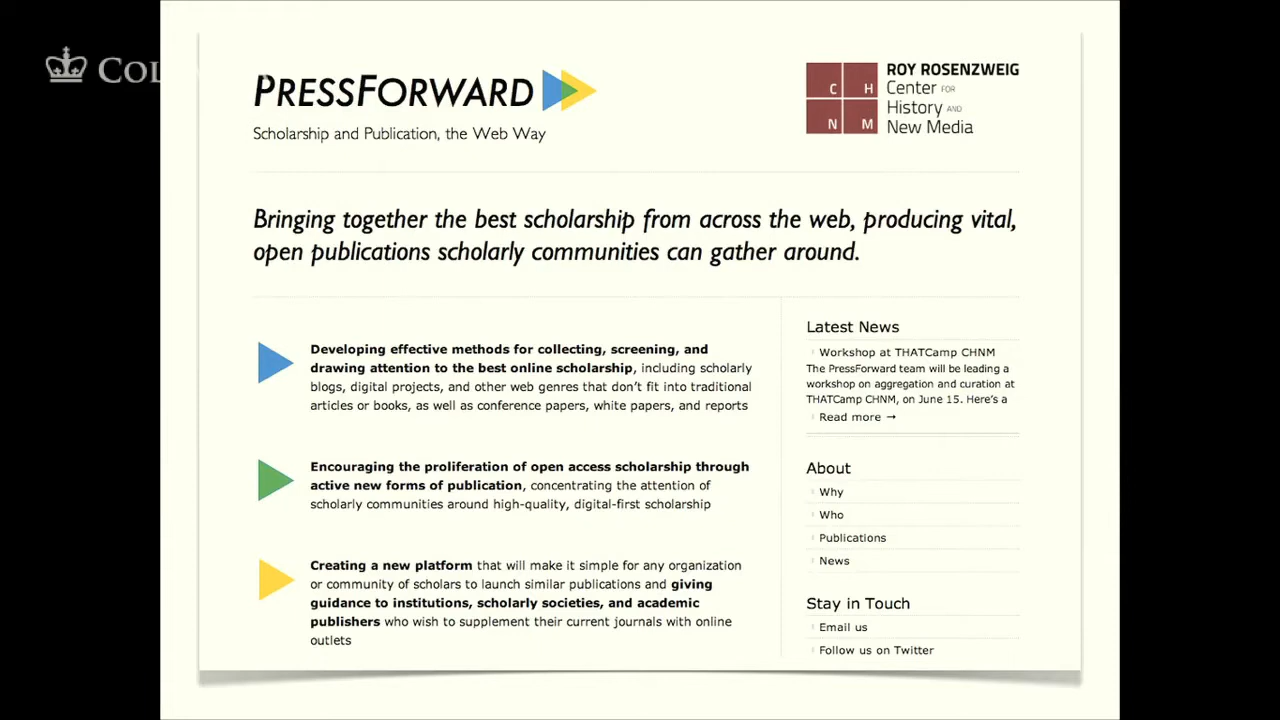 COL
PRESSFORWARD
Scholarship and Publication, the Web Way
C H
N M
ROY ROSENZWEIG
Center FOR
History AND
New Media
Bringing together the best scholarship from across the web, producing vital,
open publications scholarly communities can gather around.
Developing effective methods for collecting, screening, and
drawing attention to the best online scholarship, including scholarly
blogs, digital projects, and other web genres that don't fit into traditional
articles or books, as well as conference papers, white papers, and reports
Encouraging the proliferation of open access scholarship through
active new forms of publication, concentrating the attention of
scholarly communities around high-quality, digital-first scholarship
Creating a new platform that will make it simple for any organization
or community of scholars to launch similar publications and giving
guidance to institutions, scholarly societies, and academic
publishers who wish to supplement their current journals with online
outlets
Latest News
Workshop at THATCamp CHNM
The PressForward team will be leading a
workshop on aggregation and curation at
THATCamp CHNM, on June 15. Here's a
Read more →
About
Why
Who
Publications
News
Stay in Touch
Email us
Follow us on Twitter